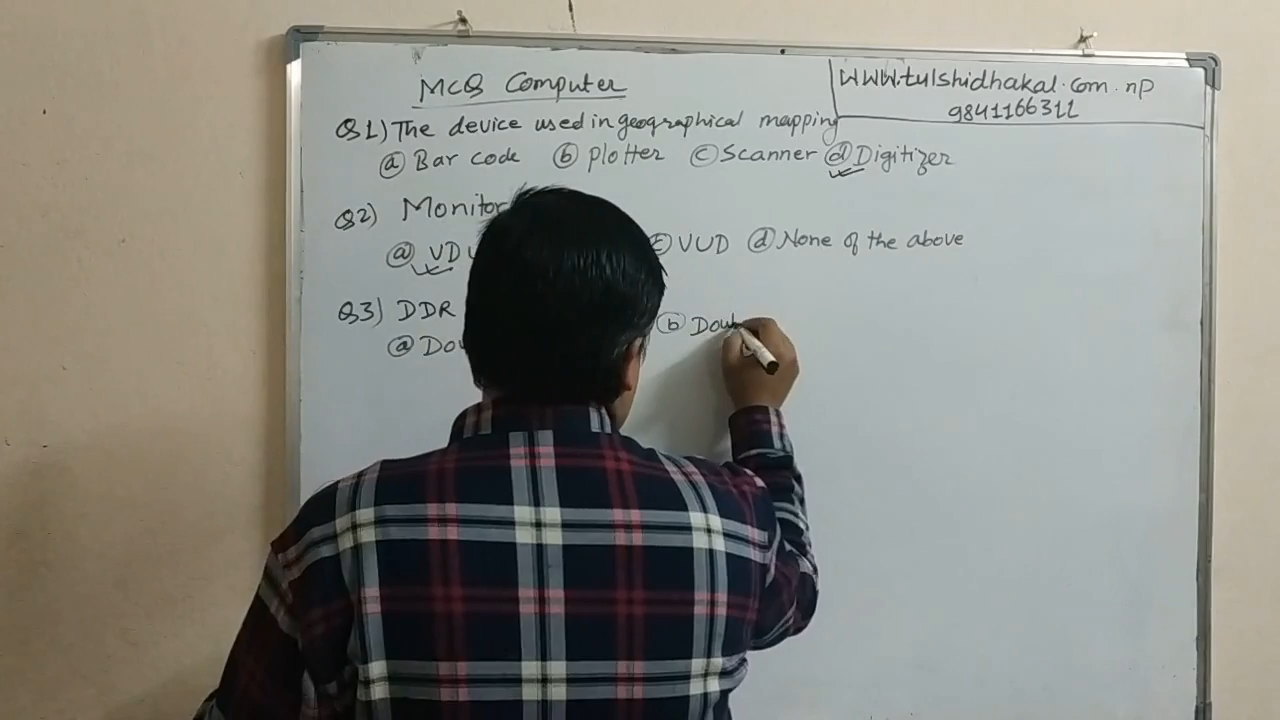 MCQ Computer
www.tulshidhakal.com.np
9841166311
Q1) The device used in geographical mapping
(a) Bar code (b) plotter (c) Scanner (d) Digitizer
Q2) Monitor
(a) VDU (c) VUD (d) None of the above
Q3) DDR
(a) Dou (b) Doub